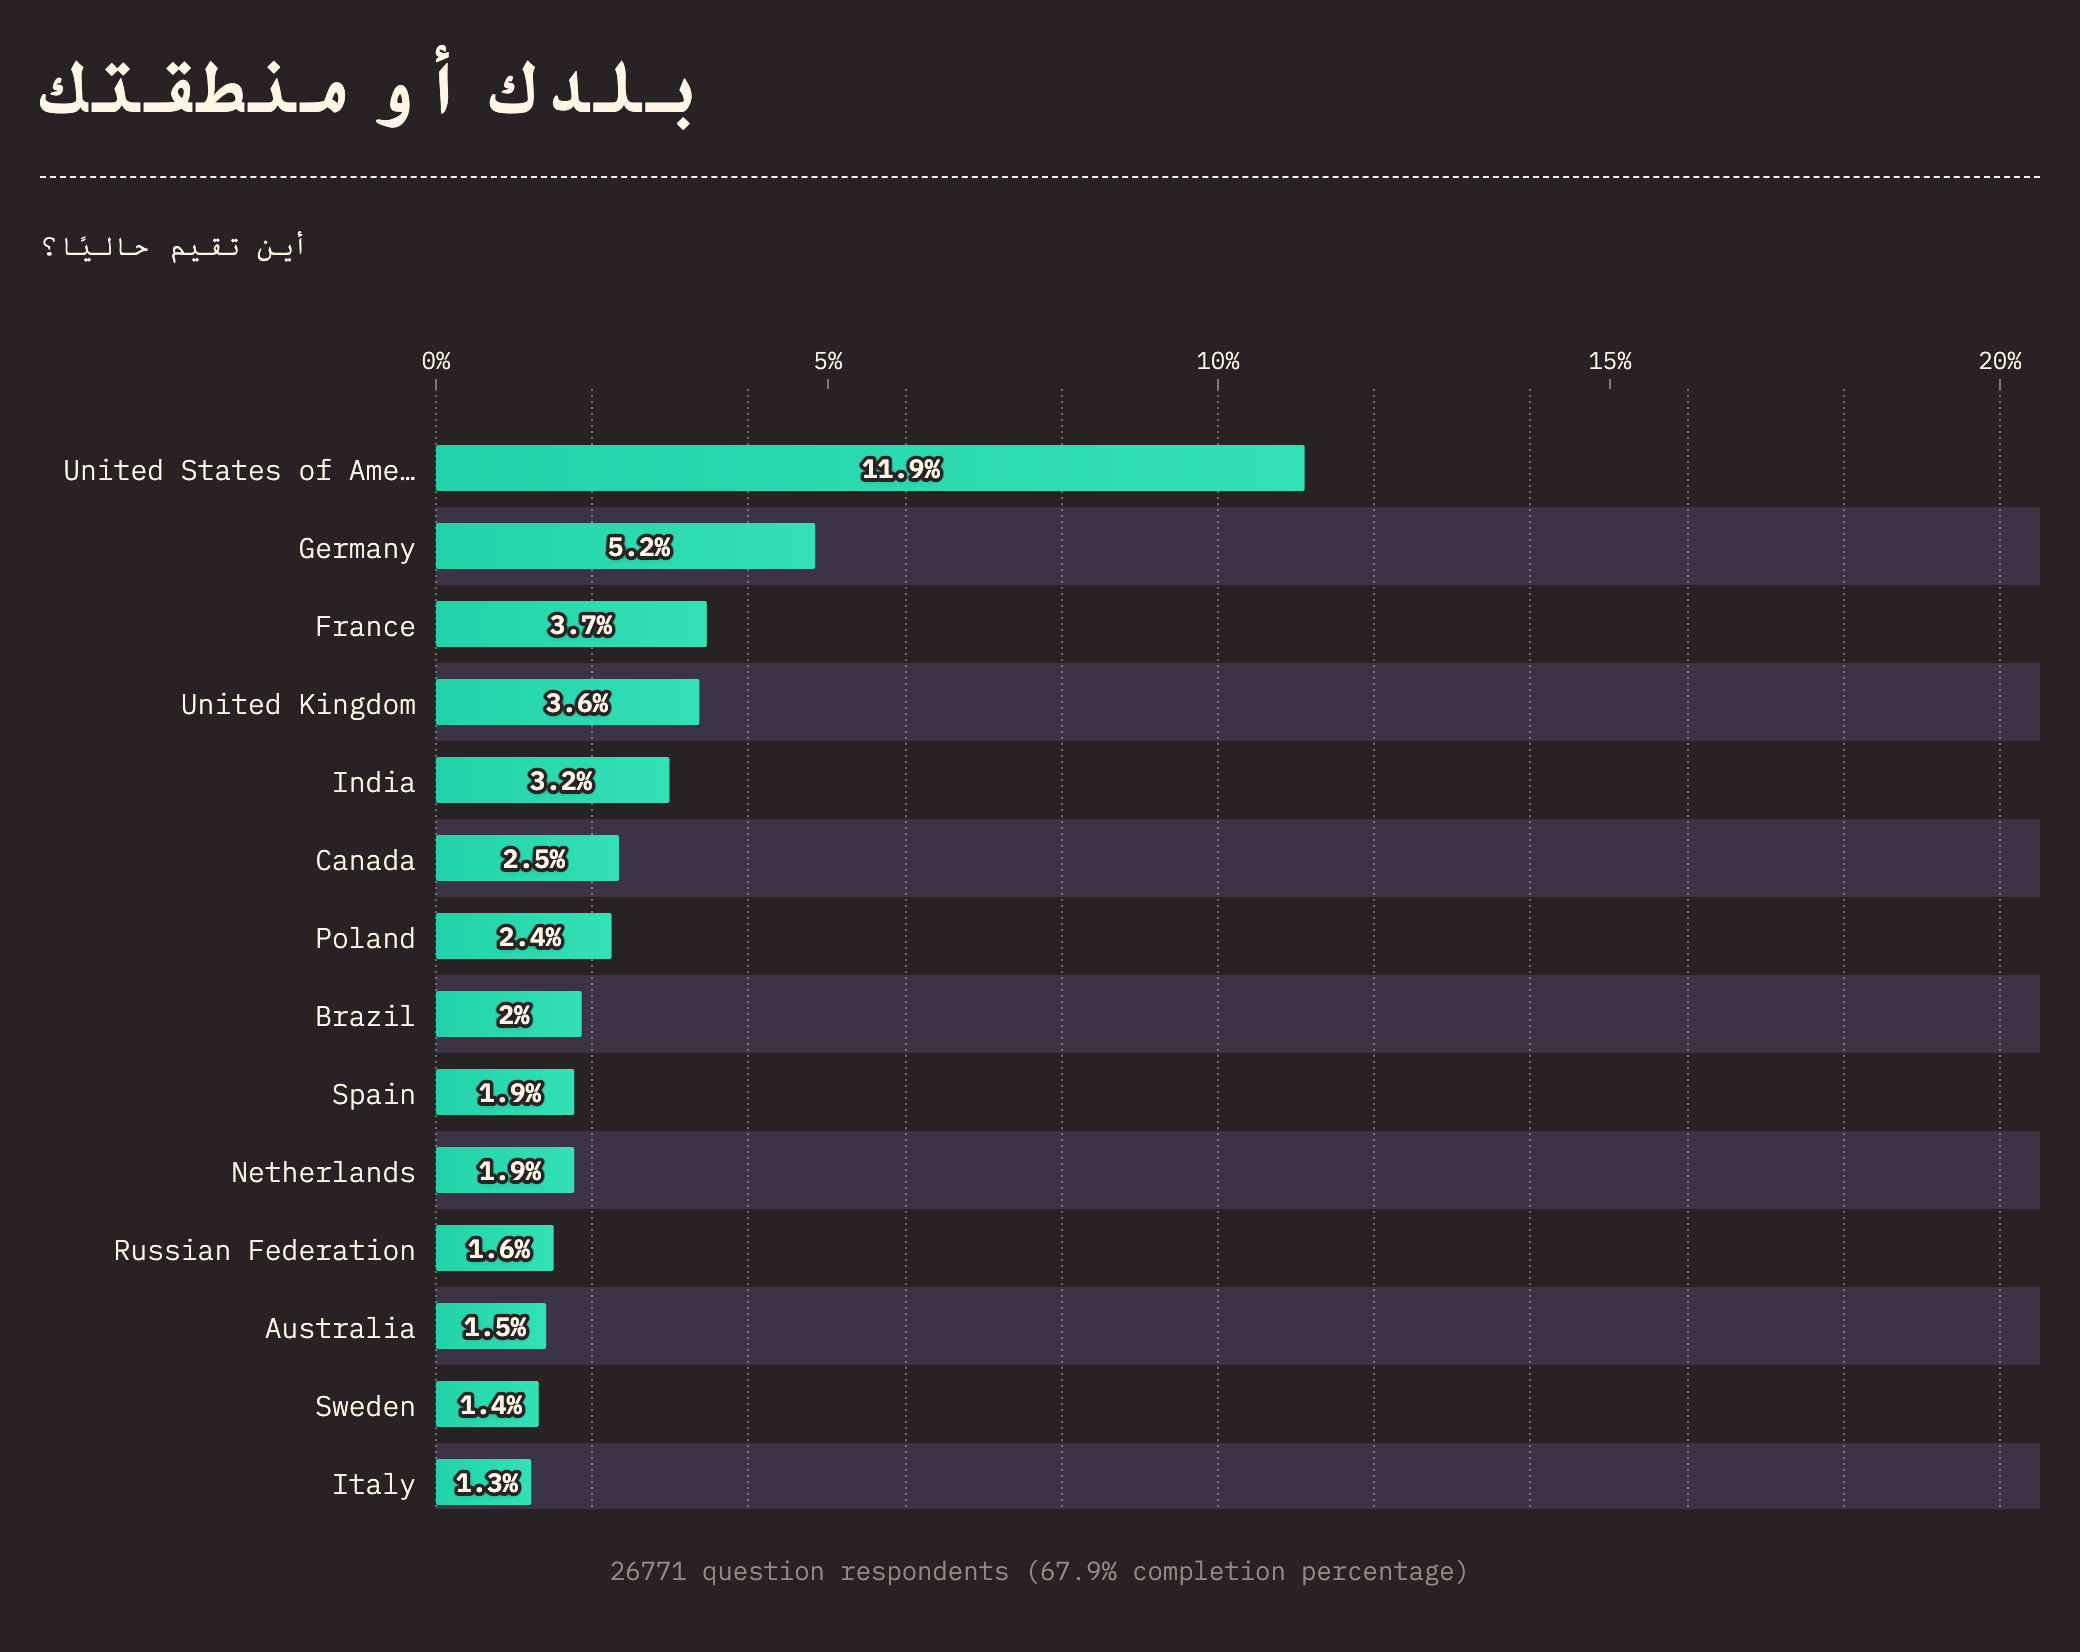 بلدك أو منطقتك
أين تقيم حاليًا؟
0% 5% 10% 15% 20%
United States of Ame… 11.9%
Germany 5.2%
France 3.7%
United Kingdom 3.6%
India 3.2%
Canada 2.5%
Poland 2.4%
Brazil 2%
Spain 1.9%
Netherlands 1.9%
Russian Federation 1.6%
Australia 1.5%
Sweden 1.4%
Italy 1.3%
26771 question respondents (67.9% completion percentage)